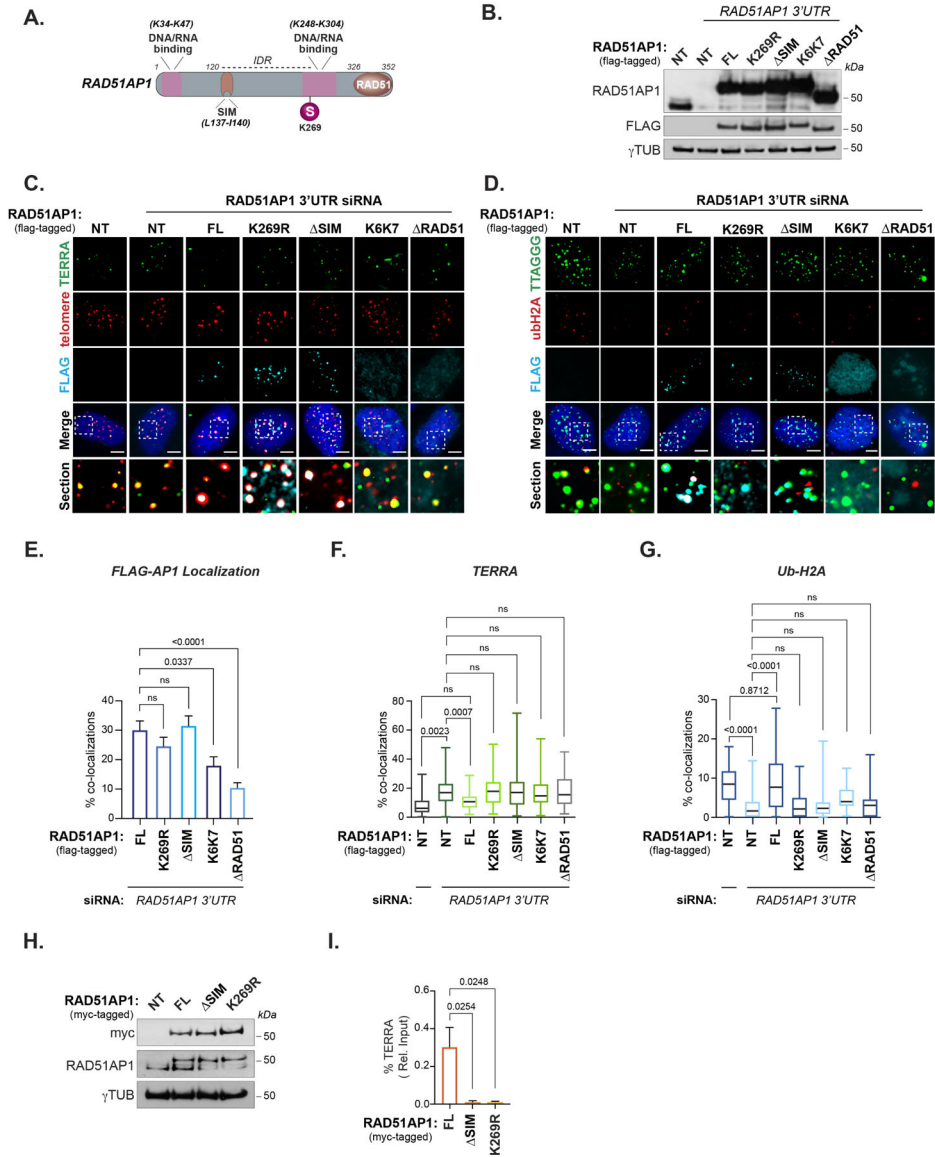 A.
(K34-K47)
(K248-K304)
DNA/RNA
binding
DNA/RNA
binding
IDR
1
120
326
352
RAD51AP1
RAD51
SIM
(L137-I140)
S
K269
B.
RAD51AP1 3'UTR
RAD51AP1:
(flag-tagged)
NT
NT
FL
K269R
ΔSIM
K6K7
ΔRAD51
kDa
RAD51AP1
50
FLAG
50
γTUB
50
C.
RAD51AP1 3'UTR siRNA
RAD51AP1:
(flag-tagged)
NT
NT
FL
K269R
ΔSIM
K6K7
ΔRAD51
TERRA
telomere
FLAG
Merge
Section
D.
RAD51AP1 3'UTR siRNA
RAD51AP1:
(flag-tagged)
NT
NT
FL
K269R
ΔSIM
K6K7
ΔRAD51
TTAGGG
ubH2A
FLAG
Merge
Section
E.
FLAG-AP1 Localization
<0.0001
0.0337
ns
ns
% co-localizations
40
30
20
10
0
RAD51AP1:
(flag-tagged)
FL
K269R
ΔSIM
K6K7
ΔRAD51
siRNA:
RAD51AP1 3'UTR
F.
TERRA
ns
ns
ns
ns
ns
0.0007
0.0023
% co-localizations
80
60
40
20
0
RAD51AP1:
(flag-tagged)
NT
NT
FL
K269R
ΔSIM
K6K7
ΔRAD51
siRNA:
RAD51AP1 3'UTR
G.
Ub-H2A
ns
ns
ns
ns
<0.0001
0.8712
<0.0001
% co-localizations
30
20
10
0
RAD51AP1:
(flag-tagged)
NT
NT
FL
K269R
ΔSIM
K6K7
ΔRAD51
siRNA:
RAD51AP1 3'UTR
H.
RAD51AP1:
(myc-tagged)
NT
FL
ΔSIM
K269R
kDa
myc
50
RAD51AP1
50
γTUB
50
I.
0.0248
0.0254
% TERRA
( Rel. Input)
0.6
0.4
0.2
0.0
RAD51AP1:
(myc-tagged)
FL
ΔSIM
K269R